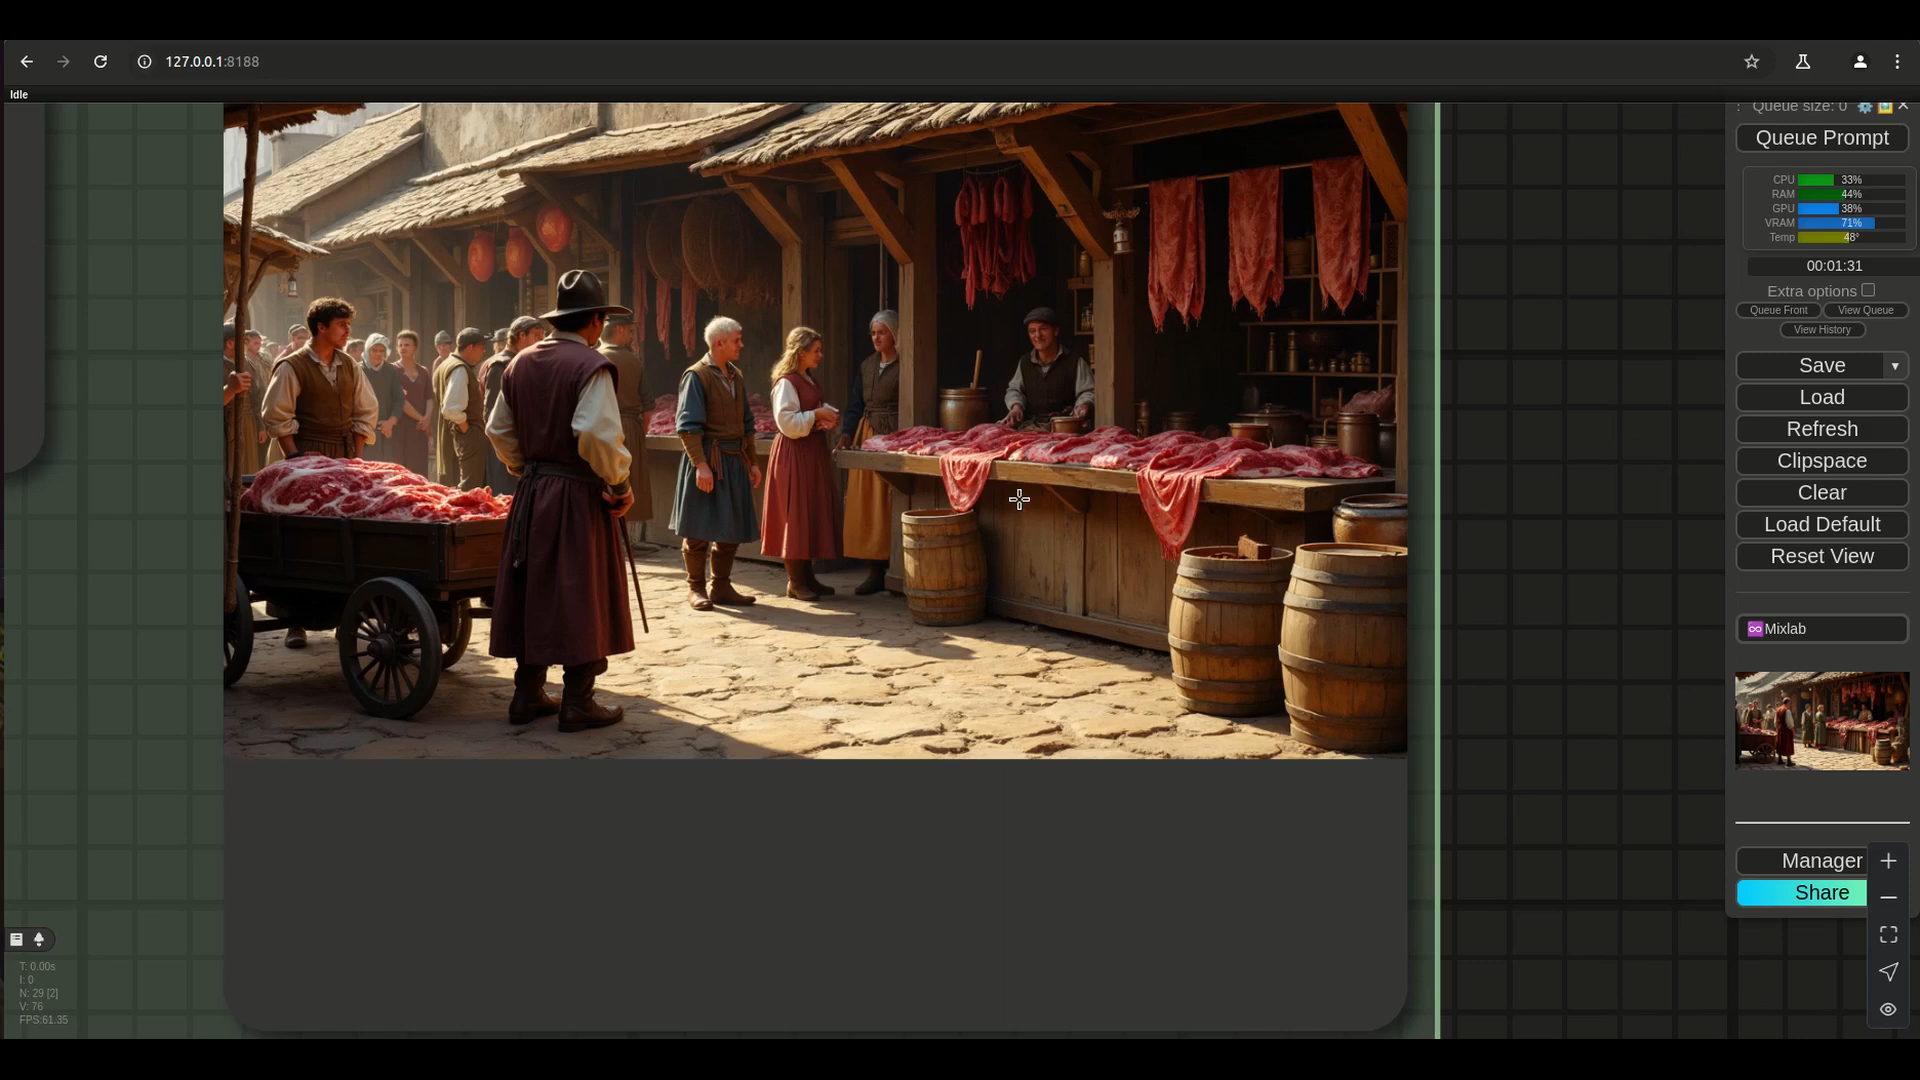 127.0.0.1:8188
Idle
Queue size: 0
Queue Prompt
CPU 33%
RAM 44%
GPU 38%
VRAM 71%
Temp 48°
00:01:31
Extra options
Queue Front View Queue
View History
Save
Load
Refresh
Clipspace
Clear
Load Default
Reset View
Mixlab
Manager
Share
T: 0.00s
I: 0
N: 29 [2]
V: 76
FPS:61.35